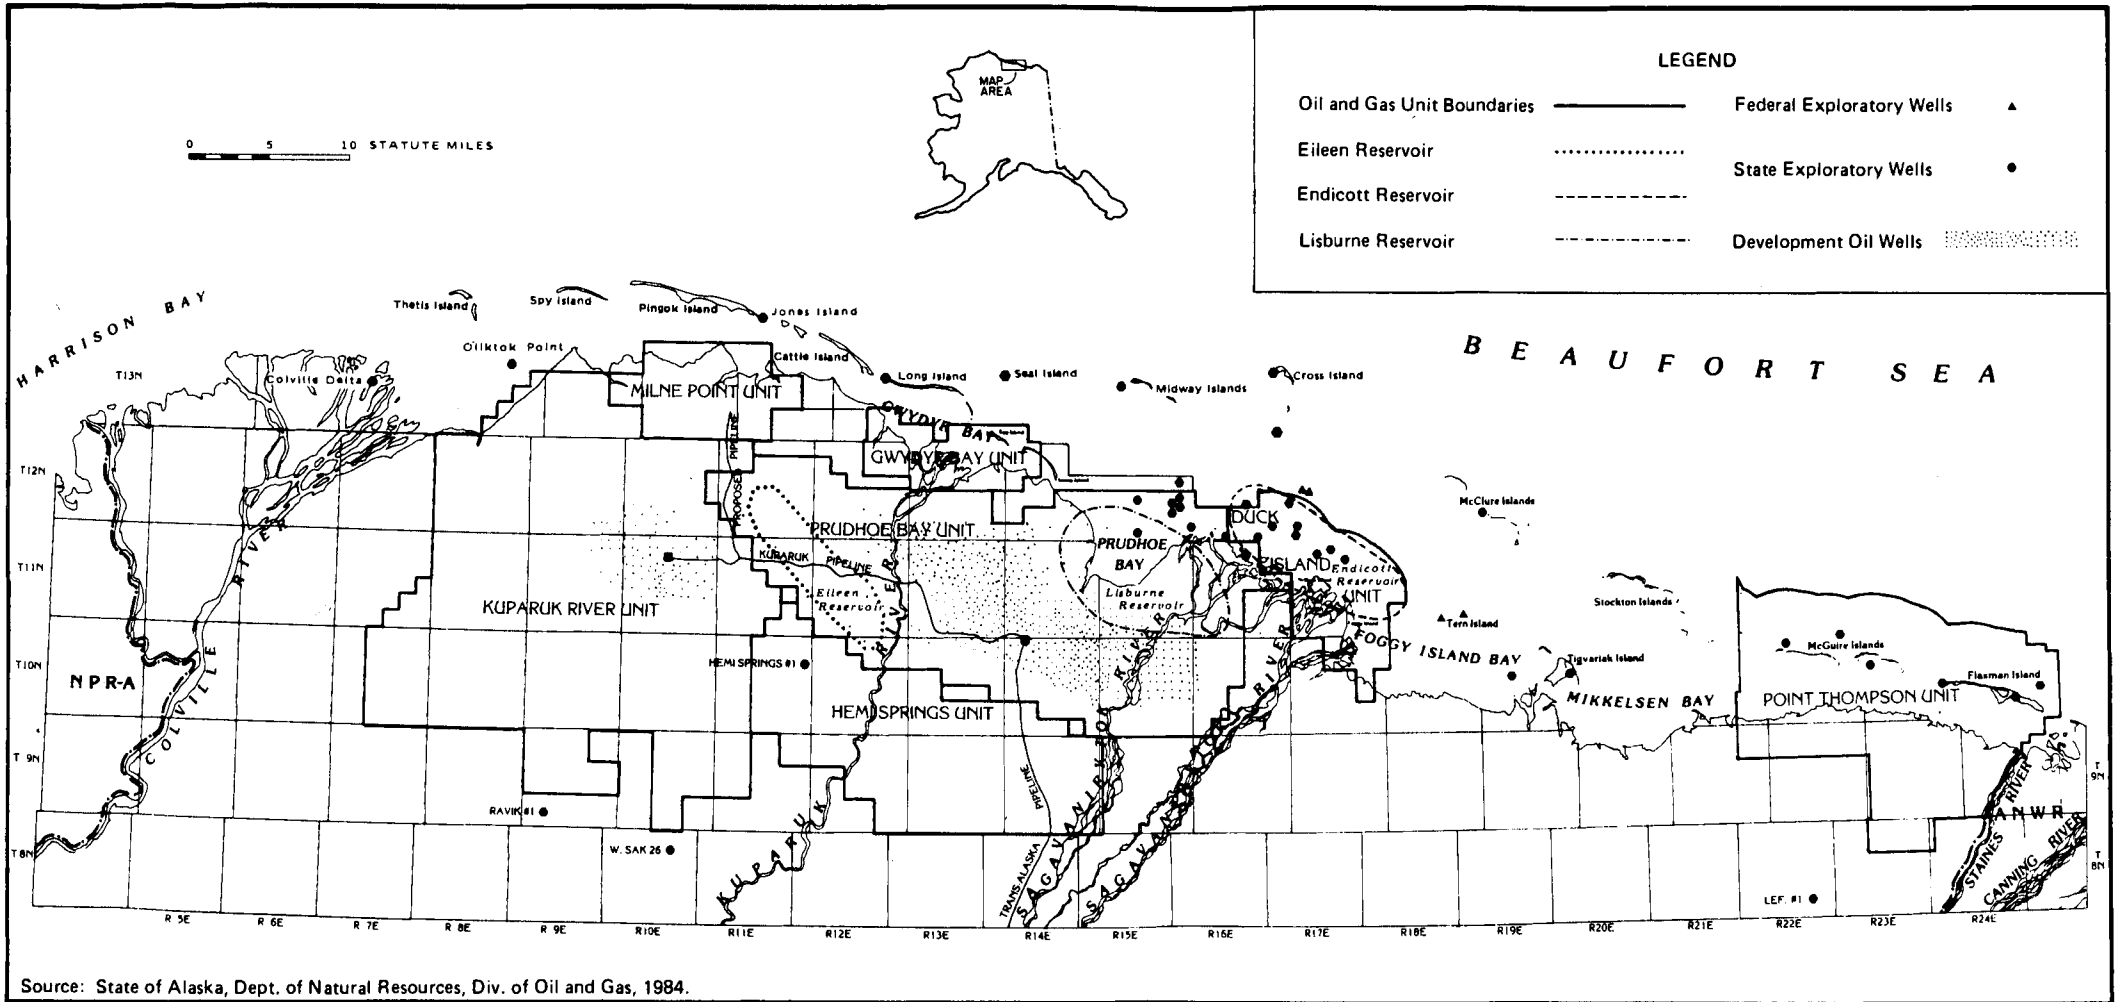 LEGEND
Oil and Gas Unit Boundaries
Federal Exploratory Wells
Eileen Reservoir
State Exploratory Wells
Endicott Reservoir
Lisburne Reservoir
Development Oil Wells
MAP
AREA
0 5 10 STATUTE MILES
HARRISON BAY
BEAUFORT SEA
Thetis Island
Spy Island
Pingok Island
Jones Island
Oliktok Point
Cattle Island
Long Island
Seal Island
Midway Islands
Cross Island
T13N
Colville Delta
MILNE POINT UNIT
GWYDYR BAY
GWYDYR BAY UNIT
T12N
PROPOSED PIPELINE
McClure Islands
PRUDHOE BAY UNIT
DUCK
ISLAND
UNIT
PRUDHOE
BAY
KUPARUK PIPELINE
T11N
Endicott
Reservoir
Eileen
Reservoir
Lisburne
Reservoir
KUPARUK RIVER UNIT
Stockton Islands
Tern Island
FOGGY ISLAND BAY
McGuire Islands
Tigvariak Island
Flaxman Island
T10N
HEMI SPRINGS #1
NPR-A
MIKKELSEN BAY
POINT THOMPSON UNIT
HEMI SPRINGS UNIT
COLVILLE RIVER
T 9N
T
9N
RAVIK #1
W. SAK 26
KUPARUK RIVER
TRANS ALASKA PIPELINE
SAGAVANIRKTOK RIVER
SAGAVANIRKTOK RIVER
STAINES RIVER
ANWR
CANNING RIVER
T8N
T
8N
LEF. #1
R 5E R 6E R 7E R 8E R 9E R10E R11E R12E R13E R14E R15E R16E R17E R18E R19E R20E R21E R22E R23E R24E
Source: State of Alaska, Dept. of Natural Resources, Div. of Oil and Gas, 1984.